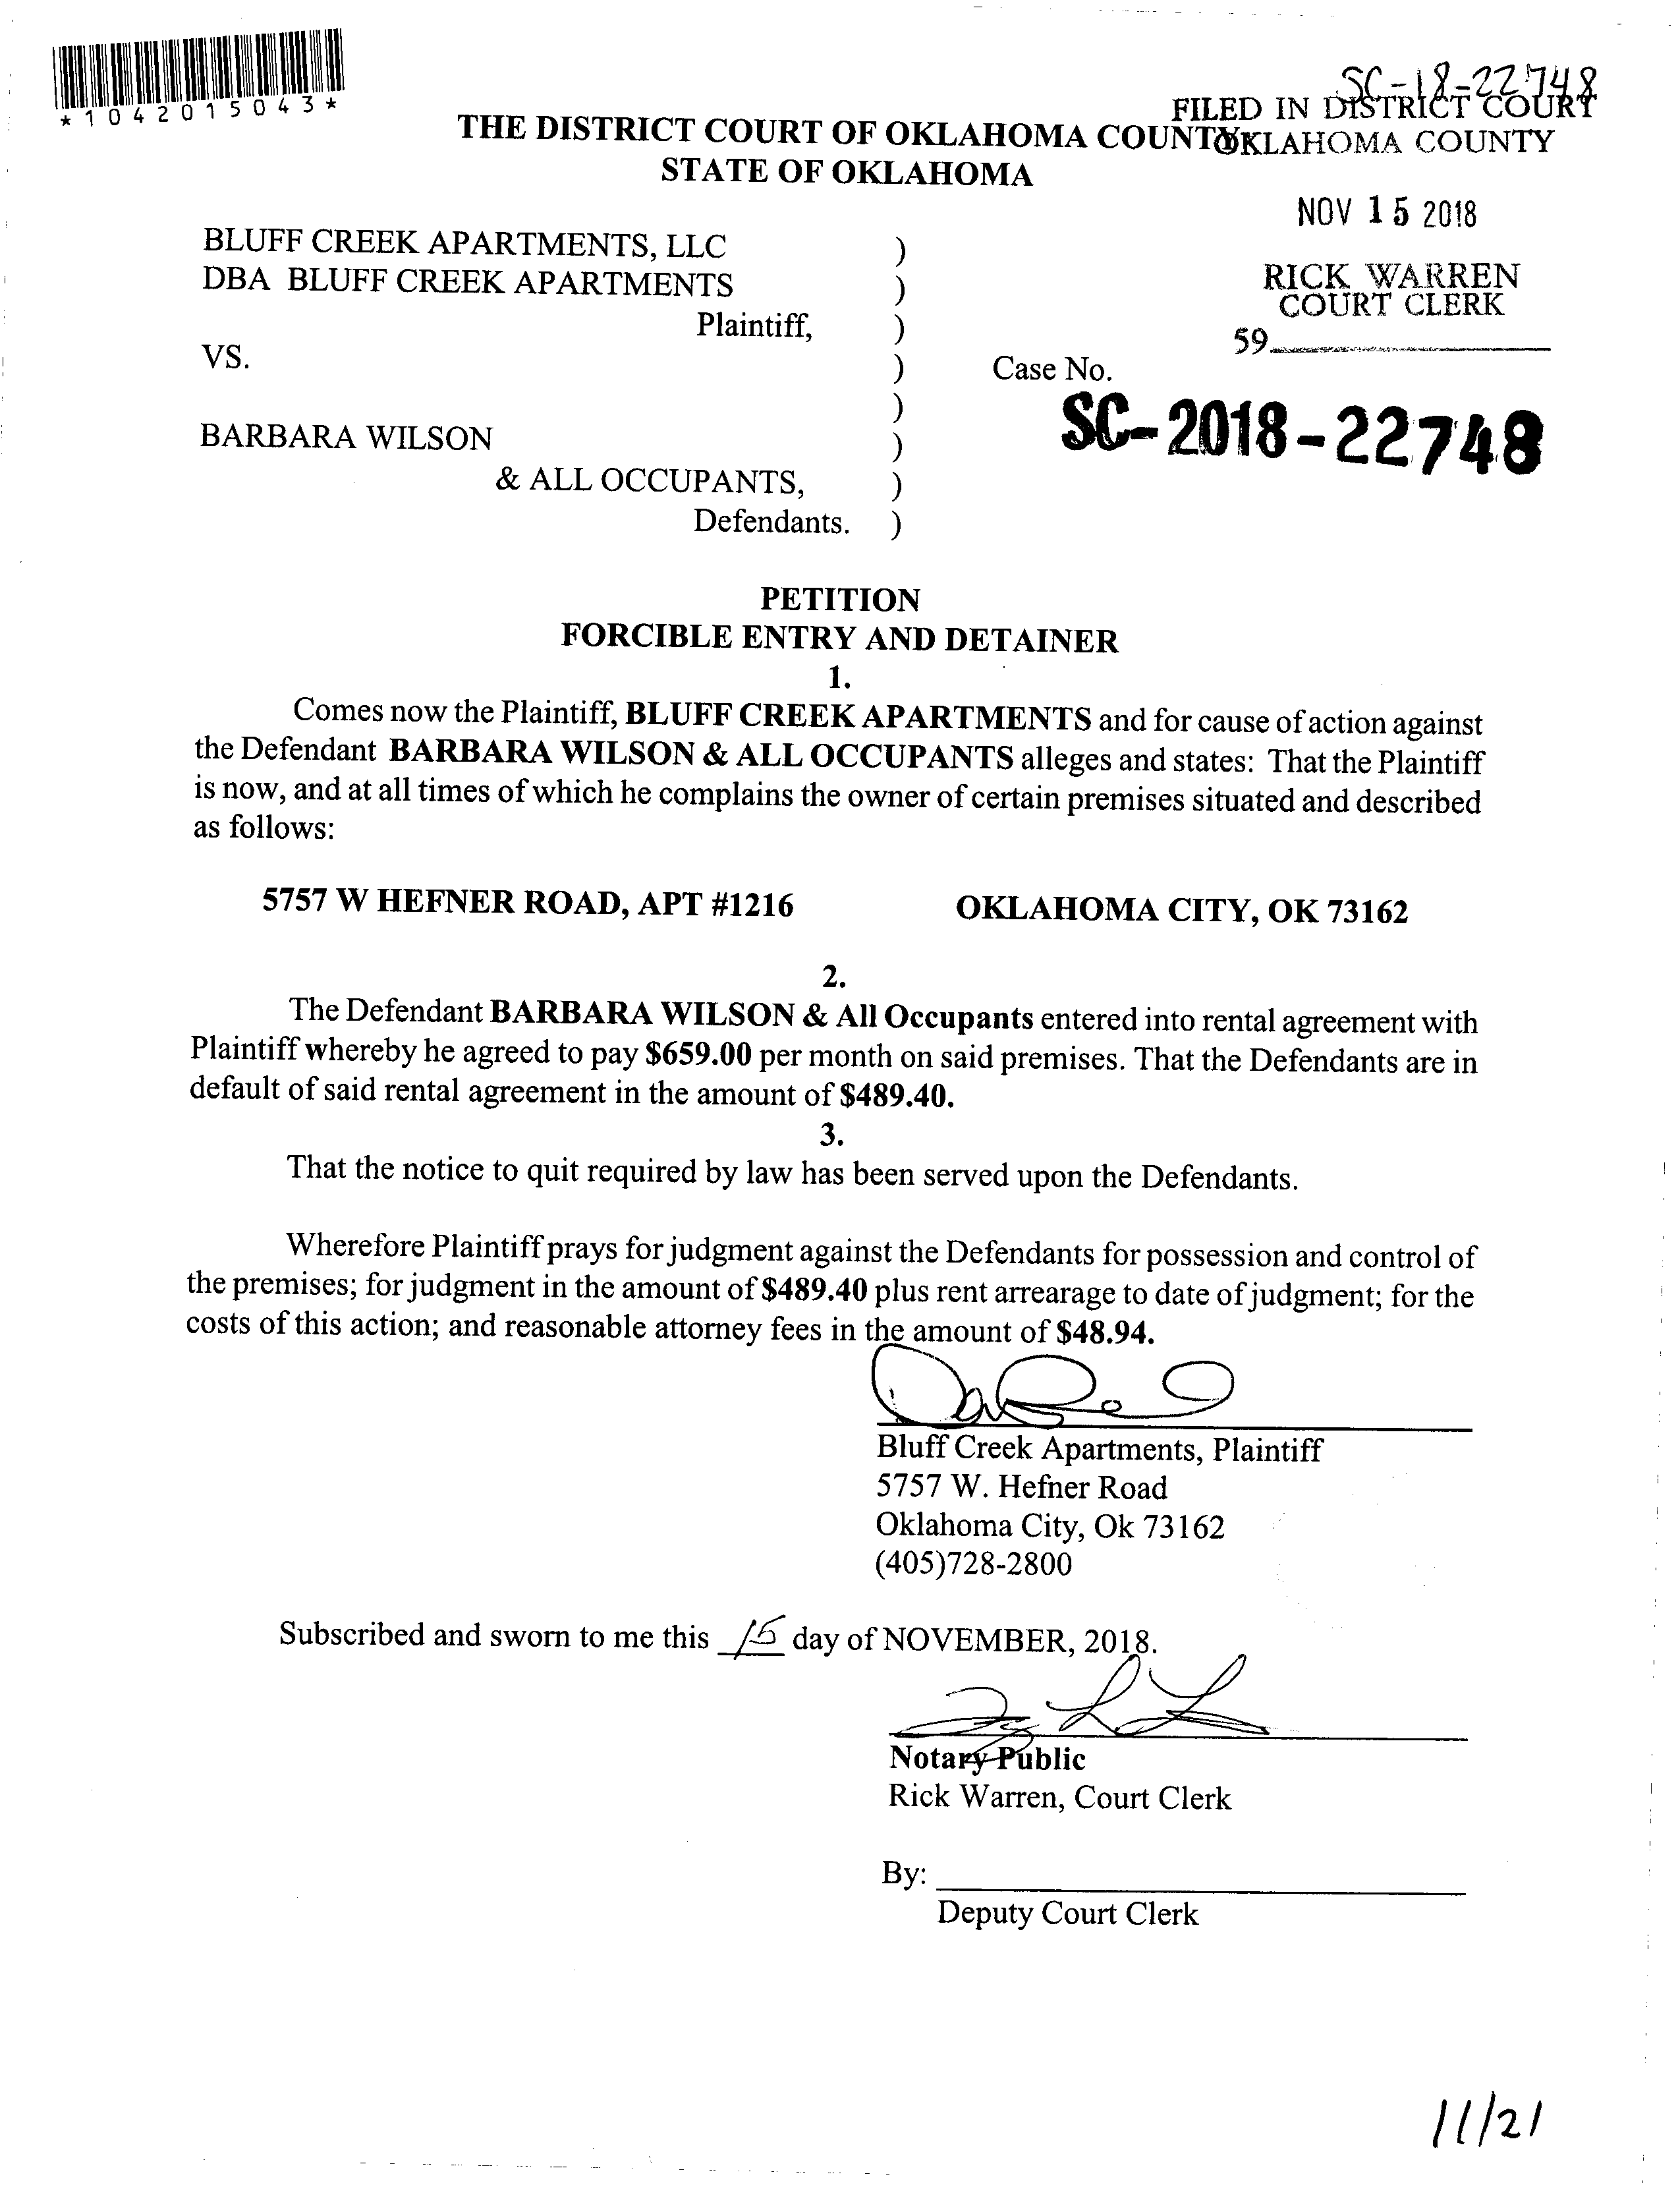 *1042015043*
SC-18-22748
FILED IN DISTRICT COURT
OKLAHOMA COUNTY
THE DISTRICT COURT OF OKLAHOMA COUNTY
STATE OF OKLAHOMA
NOV 15 2018
RICK WARREN
COURT CLERK
59
BLUFF CREEK APARTMENTS, LLC )
DBA BLUFF CREEK APARTMENTS )
Plaintiff, )
VS. ) Case No.
)
SC-2018-22748
BARBARA WILSON )
& ALL OCCUPANTS, )
Defendants. )
PETITION
FORCIBLE ENTRY AND DETAINER
1.
Comes now the Plaintiff, BLUFF CREEK APARTMENTS and for cause of action against
the Defendant BARBARA WILSON & ALL OCCUPANTS alleges and states: That the Plaintiff
is now, and at all times of which he complains the owner of certain premises situated and described
as follows:
5757 W HEFNER ROAD, APT #1216 OKLAHOMA CITY, OK 73162
2.
The Defendant BARBARA WILSON & All Occupants entered into rental agreement with
Plaintiff whereby he agreed to pay $659.00 per month on said premises. That the Defendants are in
default of said rental agreement in the amount of $489.40.
3.
That the notice to quit required by law has been served upon the Defendants.
Wherefore Plaintiff prays for judgment against the Defendants for possession and control of
the premises; for judgment in the amount of $489.40 plus rent arrearage to date of judgment; for the
costs of this action; and reasonable attorney fees in the amount of $48.94.
Bluff Creek Apartments, Plaintiff
5757 W. Hefner Road
Oklahoma City, Ok 73162
(405)728-2800
Subscribed and sworn to me this 15 day of NOVEMBER, 2018.
Notary Public
Rick Warren, Court Clerk
By:
Deputy Court Clerk
11/21